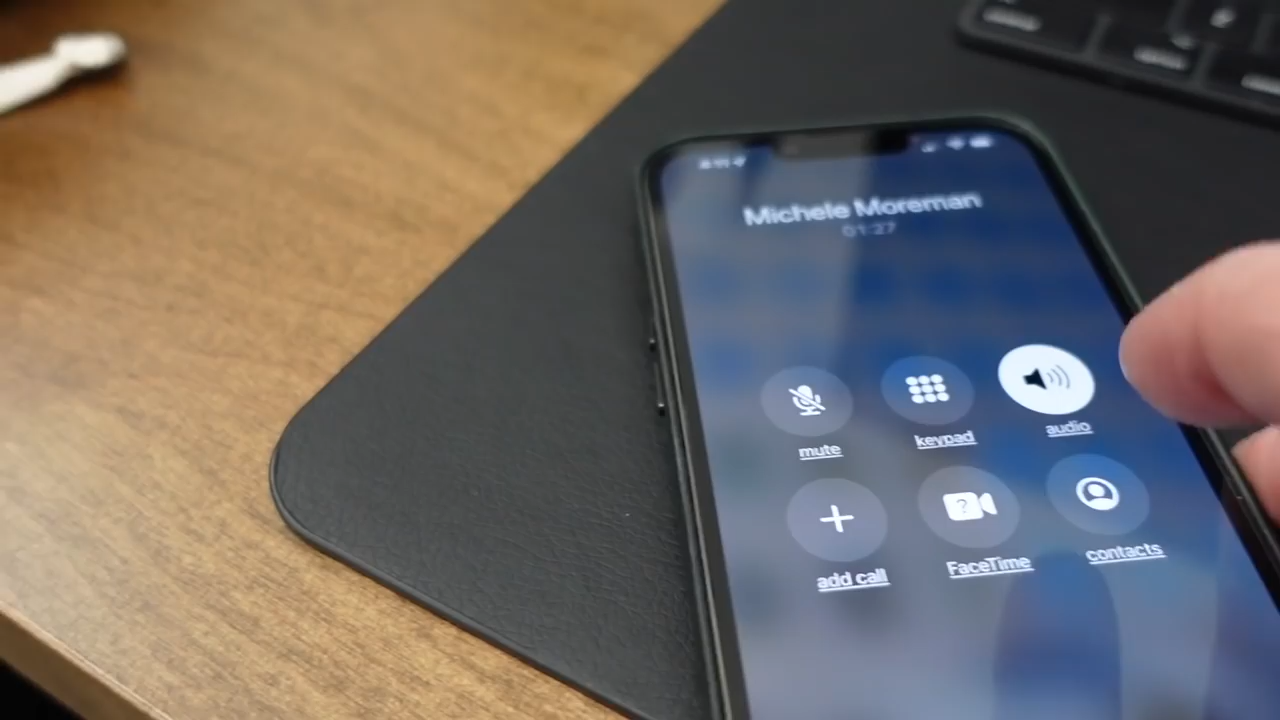 Michele Moreman
01:27
mute
keypad
audio
add call
FaceTime
contacts